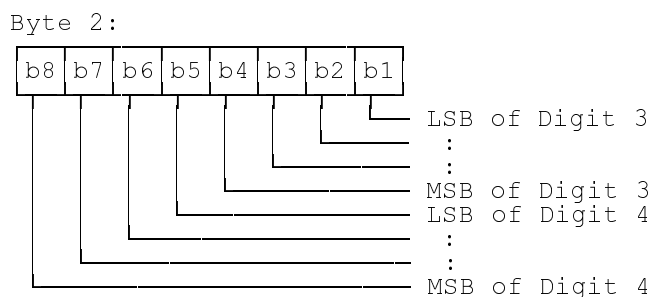 Byte 2:
b8 b7 b6 b5 b4 b3 b2 b1
LSB of Digit 3
:
:
MSB of Digit 3
LSB of Digit 4
:
:
MSB of Digit 4